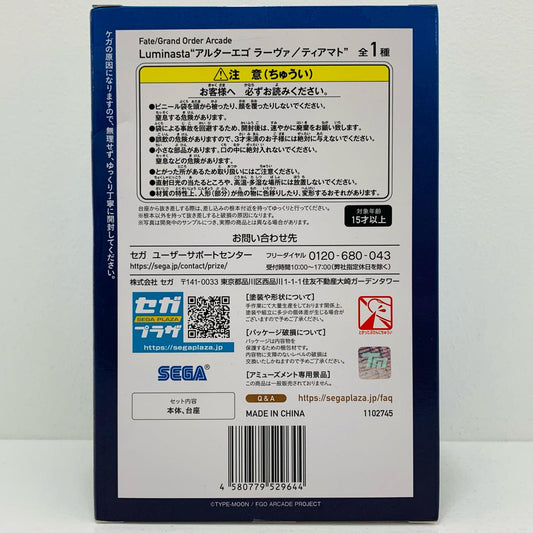 Fate/Grand Order Arcade
Luminasta“アルターエゴ ラーヴァ／ティアマト” 全1種
注 意（ちゅうい）
お客様へ 必ずお読みください。
●ビニール袋を頭から被ったり、顔を覆ったりしないでください。
窒息する危険があります。
●袋による事故を回避するため、開封後は、速やかに廃棄をお願い致します。
●誤飲の危険がありますので、3才未満のお子様には絶対に与えないでください。
●小さな部品があります。口の中に絶対入れないでください。
窒息などの危険があります。
●とがった所があるため取り扱いにはご注意ください。
●直射日光の当たるところや、高温・多湿な場所には放置しないでください。
●材質の特性上、人形（部分）が他の物に色移りしたり、変形するおそれがあります。
台座から抜き差しする際は、差し込みの根本付近を持ってゆっくりと行ってください。
※根本以外を持って抜き差しすると破損の原因になります。
※写真は開発中のサンプルにつき、実際の商品とは異なる場合があります。
対象年齢
15才以上
お問い合わせ先
セガ ユーザーサポートセンター
https://sega.jp/contact/prize/
フリーダイヤル 0120-680-043
受付時間 10:00～17:00（弊社指定休日を除く）
株式会社 セガ 〒141-0033 東京都品川区西品川1-1-1住友不動産大崎ガーデンタワー
セガ
SEGA PLAZA
プラザ
https://segaplaza.jp
【塗装や形状について】
手作業にて大量生産をしております関係上、
塗装や組立に多少の個体差が生じる場合が
ございます。予めご了承ください。
【パッケージ破損について】
パッケージは内容物を
保護するための梱包材です。
内容物に実際のないレベルの破損は
交換いたしかねますのでご了承ください。
【アミューズメント専用景品】
この商品は一般販売されておりません。
SEGA
Q & A
https://segaplaza.jp/faq
セット内容
本体、台座
MADE IN CHINA
1102745
4 580779 529644
©TYPE-MOON / FGO ARCADE PROJECT
ケガの原因になりますので、無理せず、ゆっくり丁寧に開封してください。